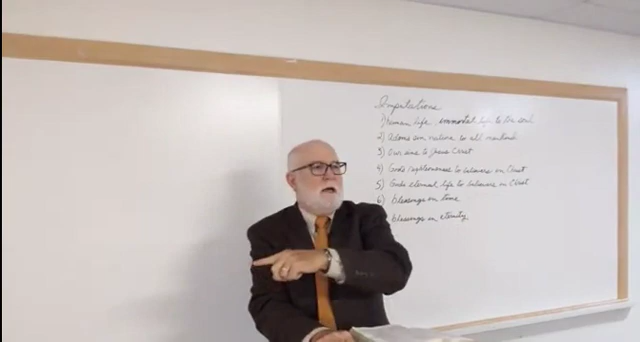 Imputations
1) human life, immortal life to the soul
2) Adams sin nature to all mankind
3) Our sins to Jesus Christ
4) Gods righteousness to believers in Christ
5) Gods eternal life to believers in Christ
6) blessings in time
blessings in eternity